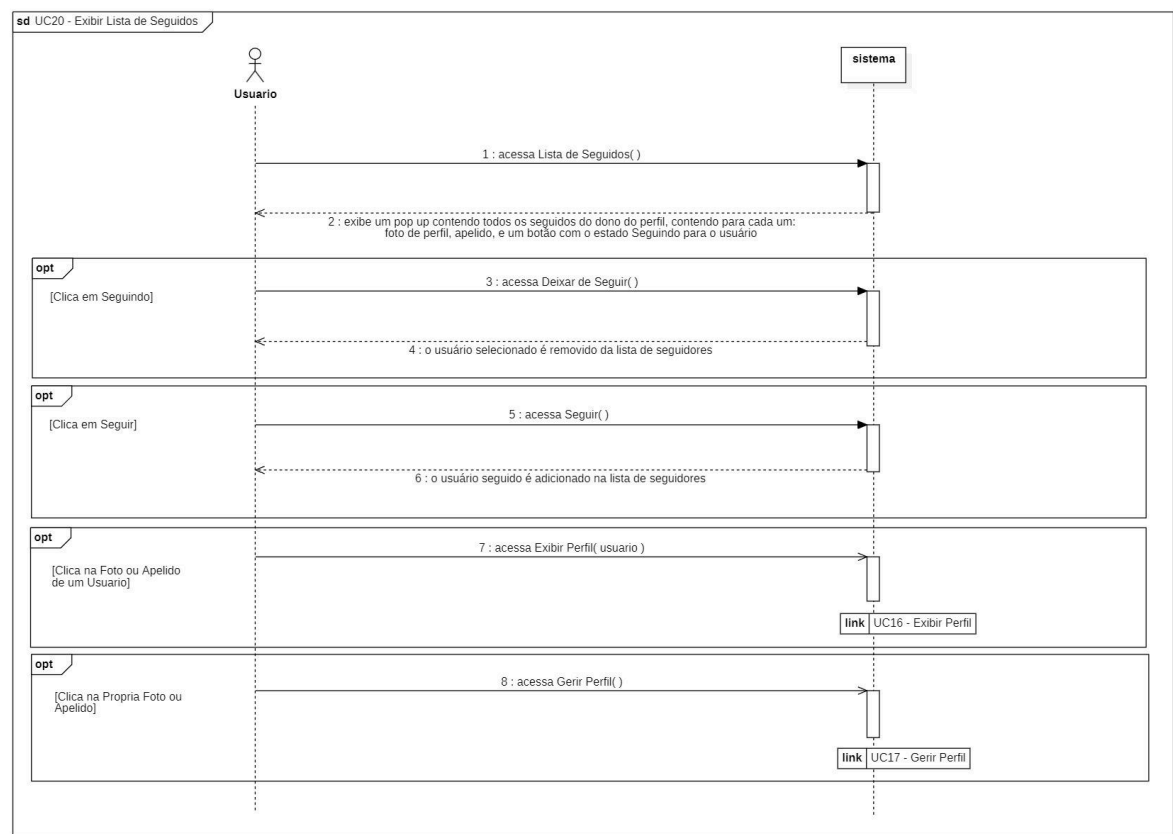 sd UC20 - Exibir Lista de Seguidos
sistema
Usuario
1 : acessa Lista de Seguidos( )
2 : exibe um pop up contendo todos os seguidos do dono do perfil, contendo para cada um:
foto de perfil, apelido, e um botão com o estado Seguindo para o usuário
opt
[Clica em Seguindo]
3 : acessa Deixar de Seguir( )
4 : o usuário selecionado é removido da lista de seguidores
opt
[Clica em Seguir]
5 : acessa Seguir( )
6 : o usuário seguido é adicionado na lista de seguidores
opt
[Clica na Foto ou Apelido
de um Usuario]
7 : acessa Exibir Perfil( usuario )
link UC16 - Exibir Perfil
opt
[Clica na Propria Foto ou
Apelido]
8 : acessa Gerir Perfil( )
link UC17 - Gerir Perfil